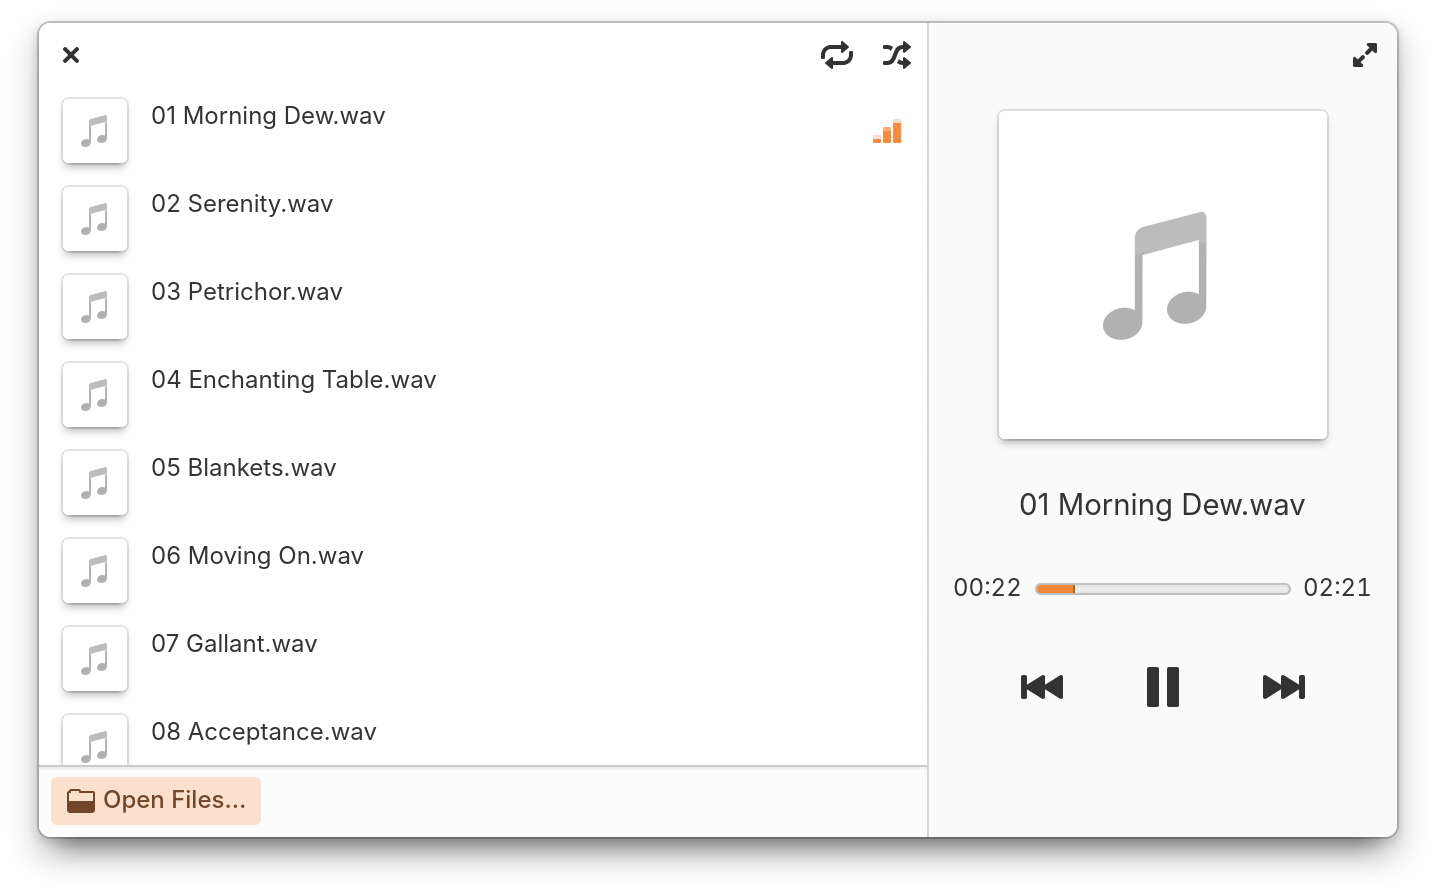 01 Morning Dew.wav
02 Serenity.wav
03 Petrichor.wav
04 Enchanting Table.wav
05 Blankets.wav
06 Moving On.wav
07 Gallant.wav
08 Acceptance.wav
Open Files...
01 Morning Dew.wav
00:22 02:21